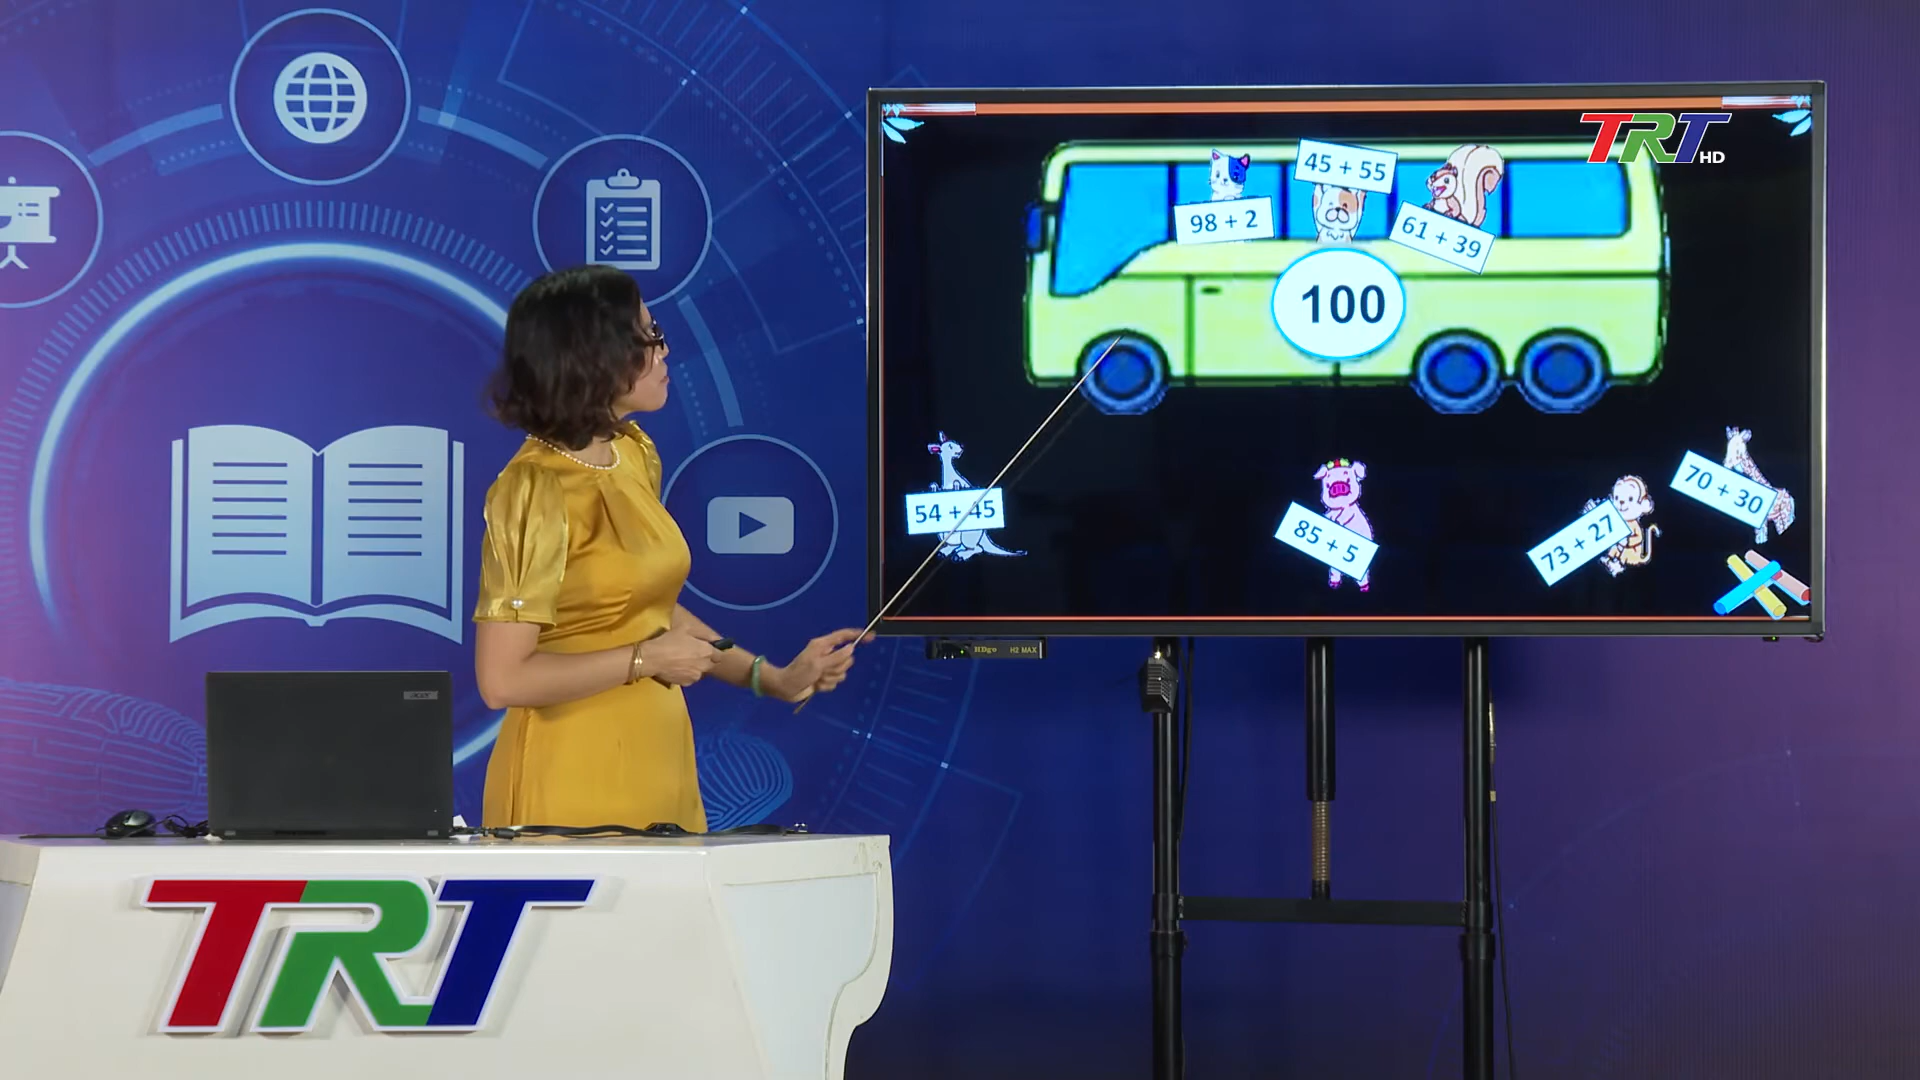 TRT HD
45 + 55
98 + 2
61 + 39
100
54 + 45
85 + 5
73 + 27
70 + 30
HDgo H2 MAX
acer
TRT